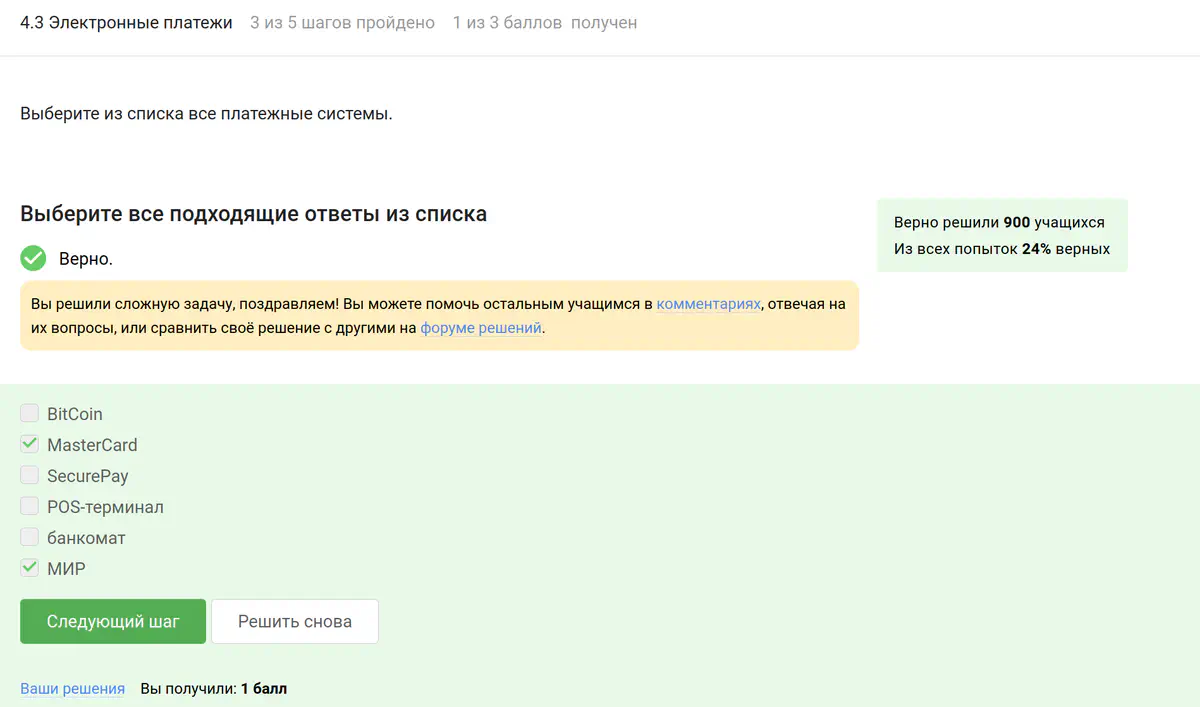 4.3 Электронные платежи 3 из 5 шагов пройдено 1 из 3 баллов получен
Выберите из списка все платежные системы.
Выберите все подходящие ответы из списка
Верно решили 900 учащихся
Из всех попыток 24% верных
Верно.
Вы решили сложную задачу, поздравляем! Вы можете помочь остальным учащимся в комментариях, отвечая на
их вопросы, или сравнить своё решение с другими на форуме решений.
BitCoin
MasterCard
SecurePay
POS-терминал
банкомат
МИР
Следующий шаг Решить снова
Ваши решения Вы получили: 1 балл